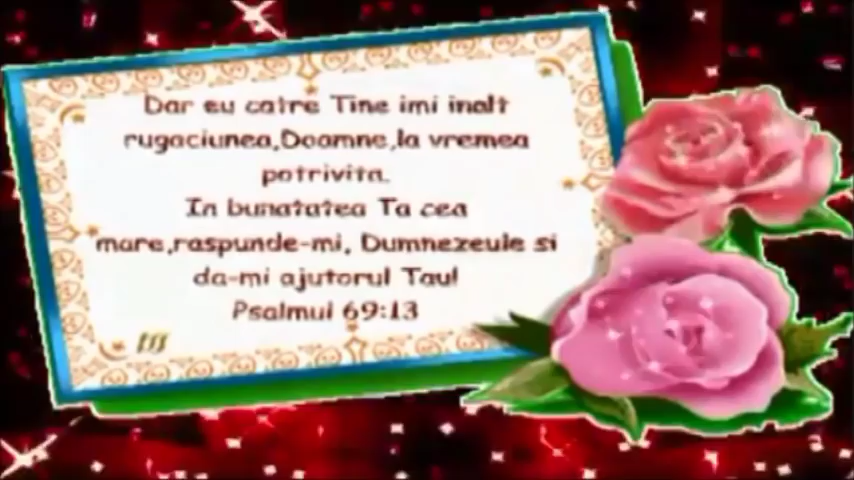 Dar eu catre Tine imi inalt
rugaciunea,Doamne,la vremea
potrivita.
In bunatatea Ta cea
mare,raspunde-mi, Dumnezeule si
da-mi ajutorul Tau!
Psalmul 69:13